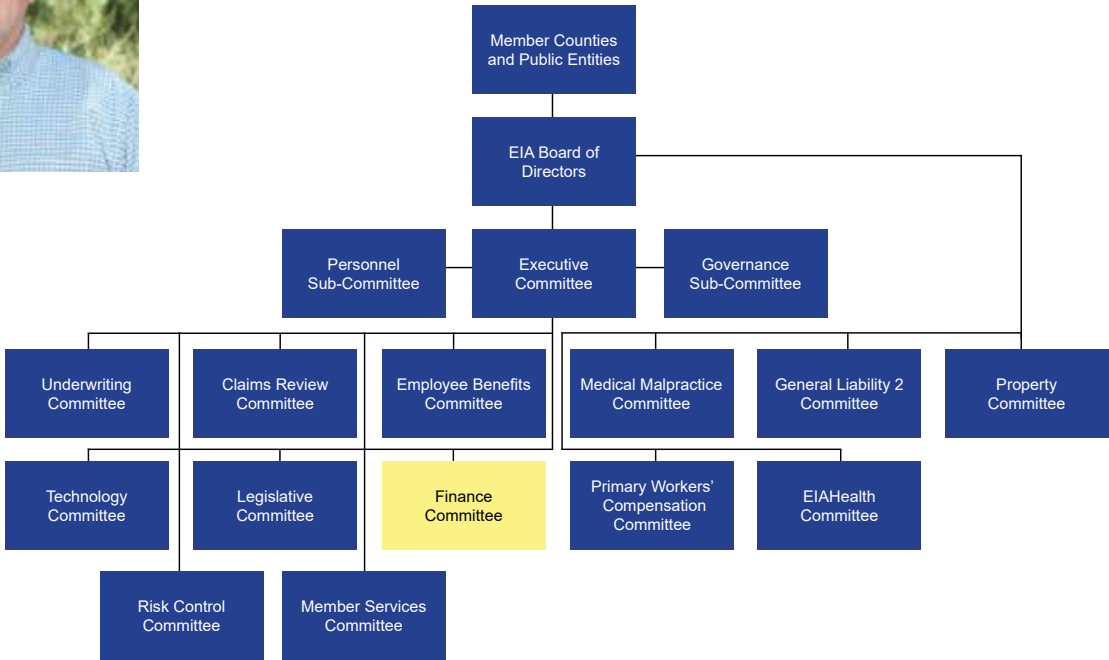 Member Counties
and Public Entities
EIA Board of
Directors
Personnel
Sub-Committee
Executive
Committee
Governance
Sub-Committee
Underwriting
Committee
Claims Review
Committee
Employee Benefits
Committee
Medical Malpractice
Committee
General Liability 2
Committee
Property
Committee
Technology
Committee
Legislative
Committee
Finance
Committee
Primary Workers’
Compensation
Committee
EIAHealth
Committee
Risk Control
Committee
Member Services
Committee